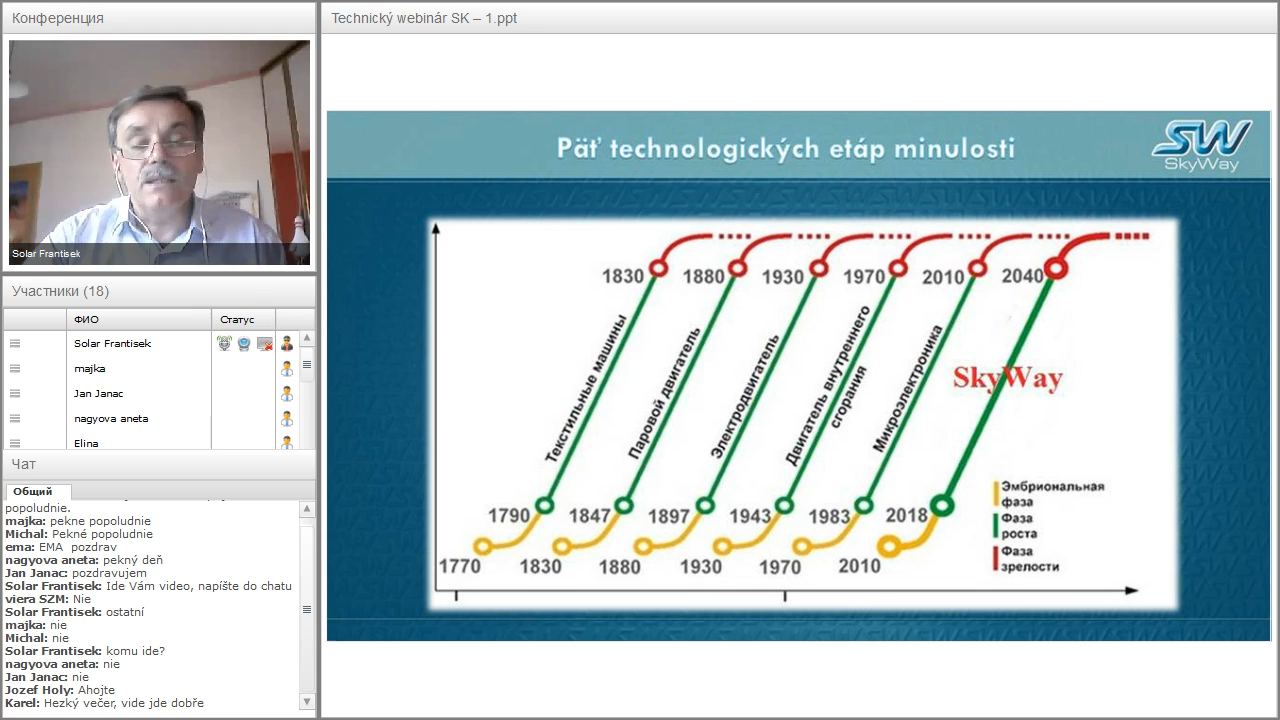 Конференция
Solar Frantisek
Участники (18)
ФИО
Статус
Solar Frantisek
majka
Jan Janac
nagyova aneta
Elina
Чат
Общий
popoludnie.
majka: pekne popoludnie
Michal: Pekné popoludnie
ema: EMA pozdrav
nagyova aneta: pekný deň
Jan Janac: pozdravujem
Solar Frantisek: Ide Vám video, napíšte do chatu
viera SZM: Nie
Solar Frantisek: ostatní
majka: nie
Michal: nie
Solar Frantisek: komu ide?
nagyova aneta: nie
Jan Janac: nie
Jozef Holy: Ahojte
Karel: Hezký večer, vide jde dobře
Technický webinár SK – 1.ppt
Päť technologických etáp minulosti
SW
SkyWay
1830
1880
1930
1970
2010
2040
Текстильные машины
Паровой двигатель
Электродвигатель
Двигатель внутреннего
сгорания
Микроэлектроника
SkyWay
1790
1847
1897
1943
1983
2018
1770
1830
1880
1930
1970
2010
Эмбриональная
фаза
Фаза
роста
Фаза
зрелости